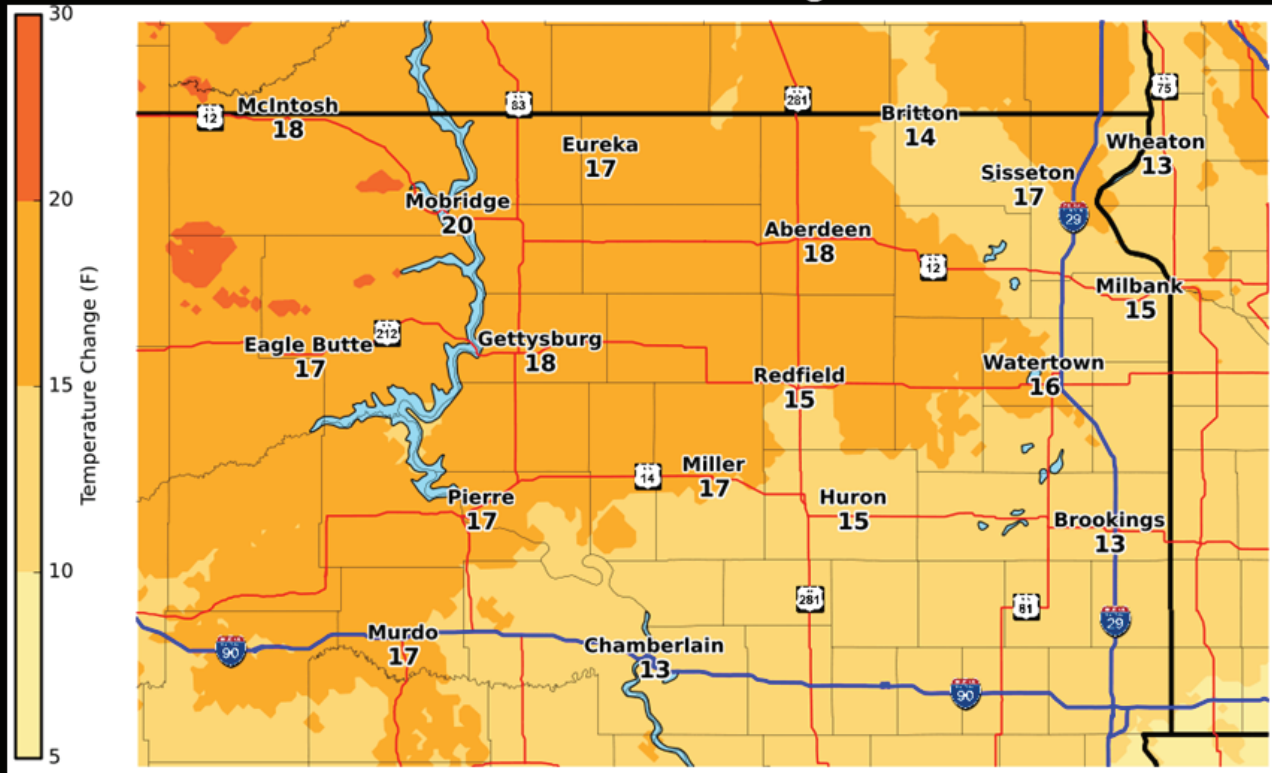 30
20
15
10
5
Temperature Change (F)
12
McIntosh
18
83
281
Britton
14
75
Wheaton
13
Eureka
17
Sisseton
17
29
Mobridge
20
Aberdeen
18
12
Milbank
15
212
Eagle Butte
17
Gettysburg
18
Redfield
15
Watertown
16
14
Miller
17
Pierre
17
Huron
15
Brookings
13
281
81
29
90
Murdo
17
Chamberlain
13
90